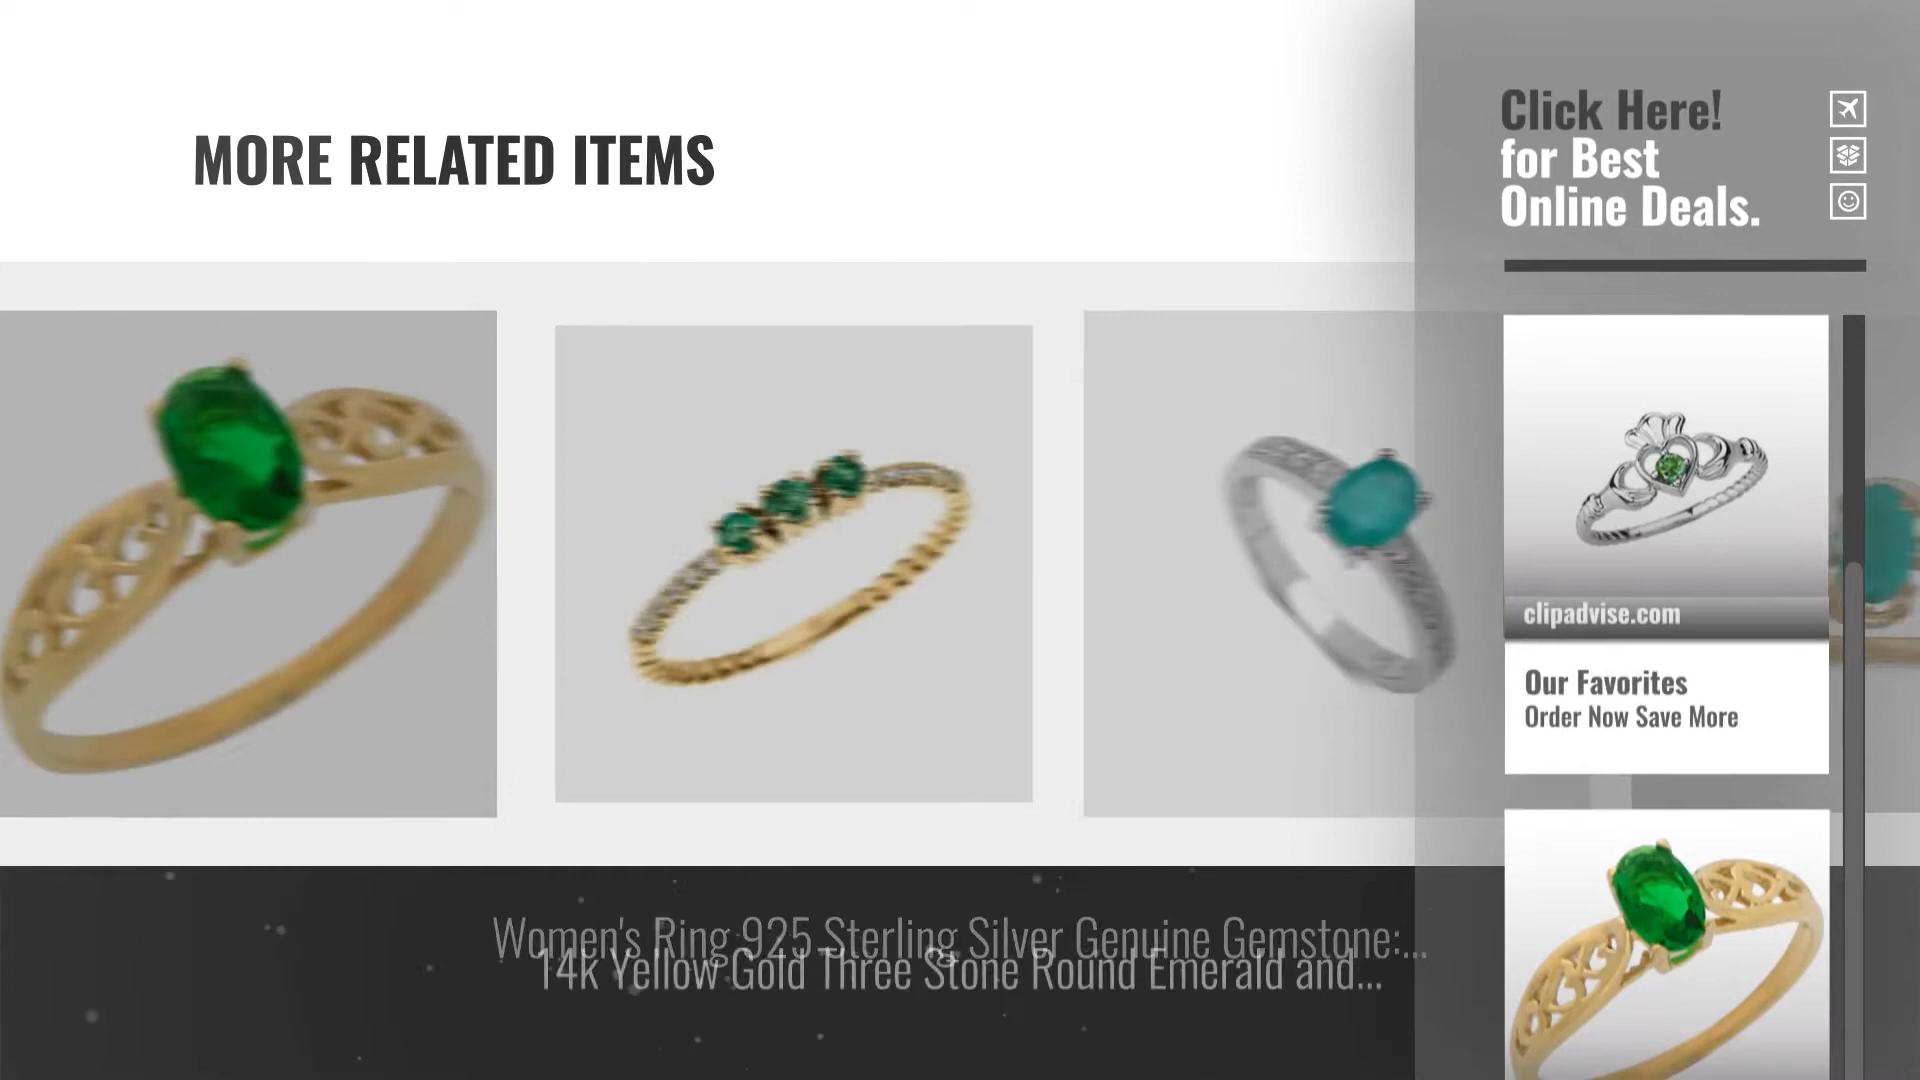 MORE RELATED ITEMS
Click Here!
for Best
Online Deals.
clipadvise.com
Our Favorites
Order Now Save More
Women's Ring 925 Sterling Silver Genuine Gemstone:...
14k Yellow Gold Three Stone Round Emerald and...